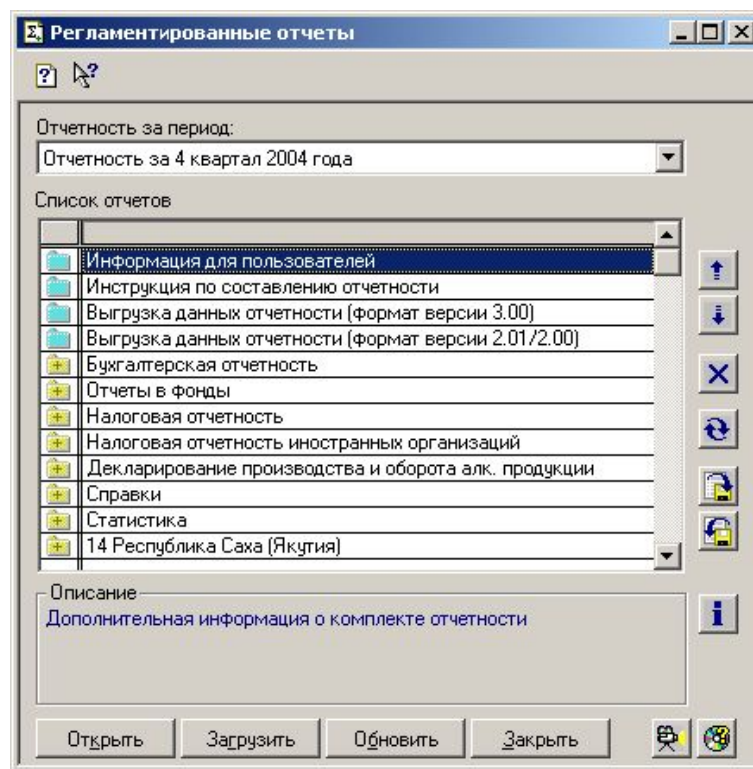 Регламентированные отчеты
Отчетность за период:
Отчетность за 4 квартал 2004 года
Список отчетов
Информация для пользователей
Инструкция по составлению отчетности
Выгрузка данных отчетности (формат версии 3.00)
Выгрузка данных отчетности (формат версии 2.01/2.00)
Бухгалтерская отчетность
Отчеты в фонды
Налоговая отчетность
Налоговая отчетность иностранных организаций
Декларирование производства и оборота алк. продукции
Справки
Статистика
14 Республика Саха (Якутия)
Описание
Дополнительная информация о комплекте отчетности
Открыть Загрузить Обновить Закрыть